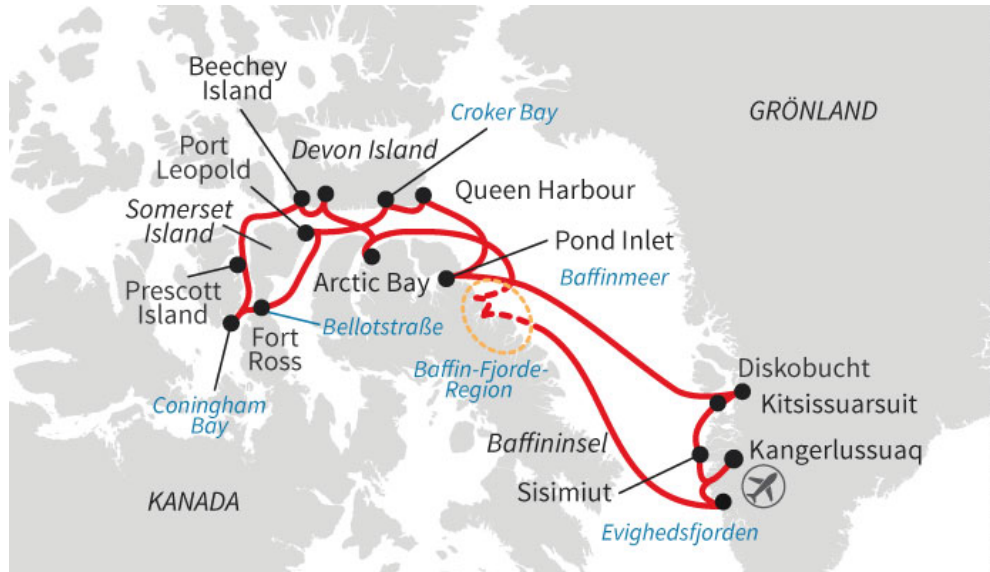 Beechey
Island
Croker Bay
GRÖNLAND
Port
Leopold
Devon Island
Queen Harbour
Somerset
Island
Pond Inlet
Arctic Bay
Baffinmeer
Prescott
Island
Bellotstraße
Fort
Ross
Baffin-Fjorde-
Region
Diskobucht
Kitsissuarsuit
Coningham
Bay
Baffininsel
Kangerlussuaq
KANADA
Sisimiut
Evighedsfjorden